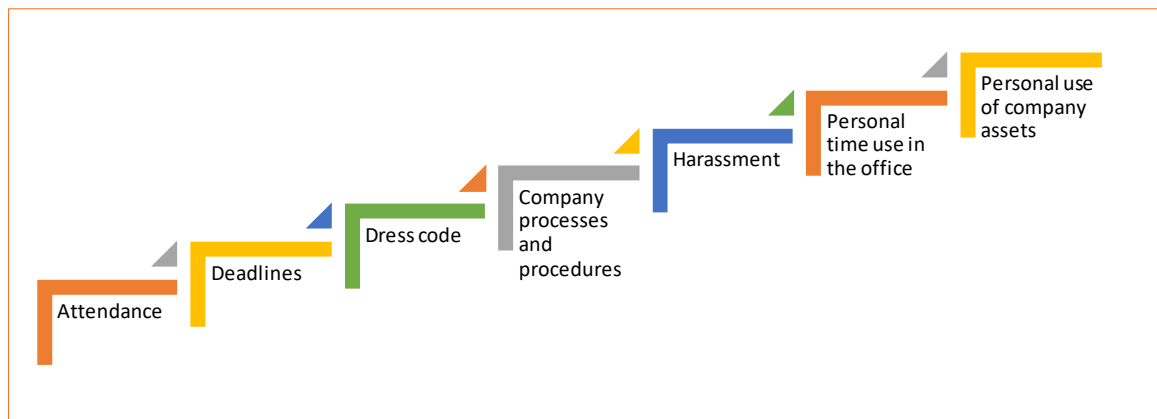 Attendance
Deadlines
Dress code
Company
processes
and
procedures
Harassment
Personal
time use in
the office
Personal use
of company
assets